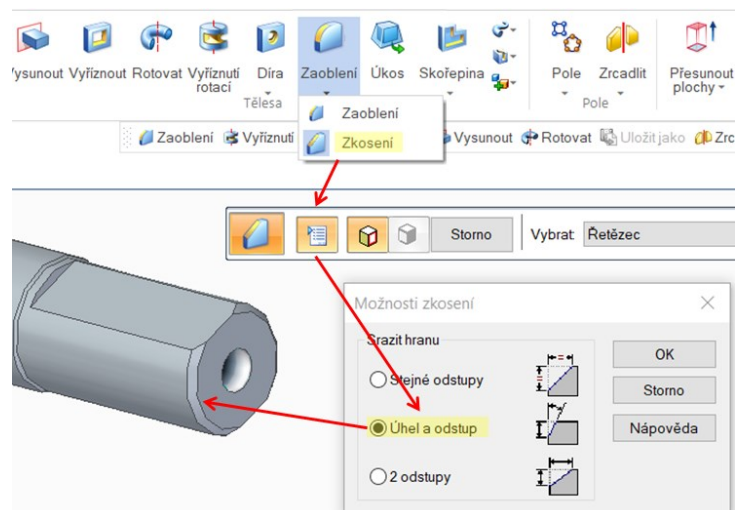 Vysunout Vyříznout Rotovat Vyříznutí rotací Díra Zaoblení Úkos Skořepina Pole Zrcadlit Přesunout plochy
Tělesa Pole
Zaoblení
Zkosení
Zaoblení Vyříznutí Vysunout Rotovat Uložit jako Zrc
Storno Vybrat: Řetězec
Možnosti zkosení
Srazit hranu
OK
Stejné odstupy
Storno
Úhel a odstup
Nápověda
2 odstupy